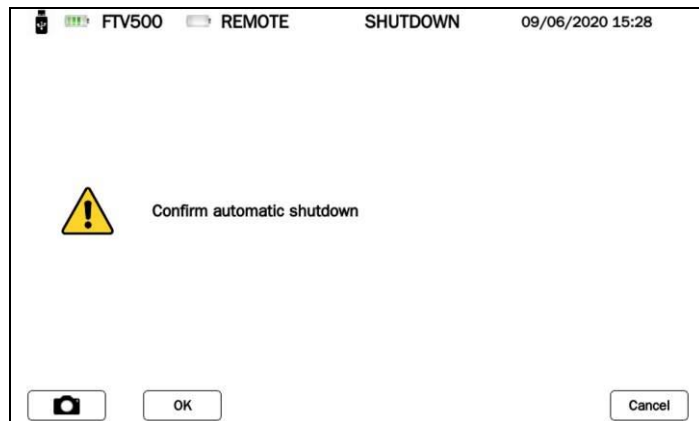 FTV500 REMOTE SHUTDOWN 09/06/2020 15:28
Confirm automatic shutdown
OK Cancel